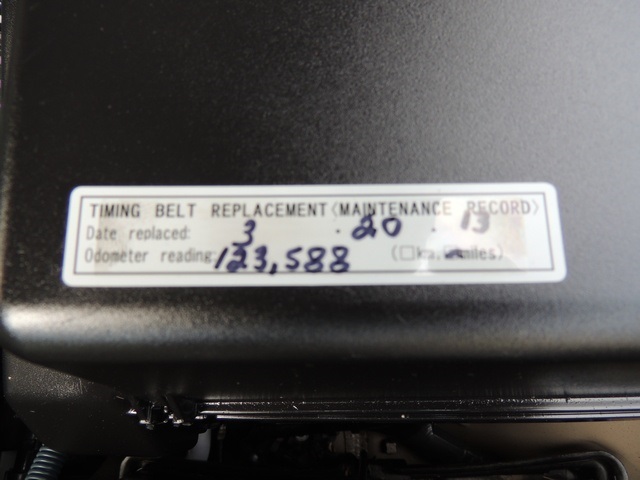 TIMING BELT REPLACEMENT <MAINTENANCE RECORD>
Date replaced: 3 . 20 . 13
Odometer reading: 123,588 (☐km, ☑miles)